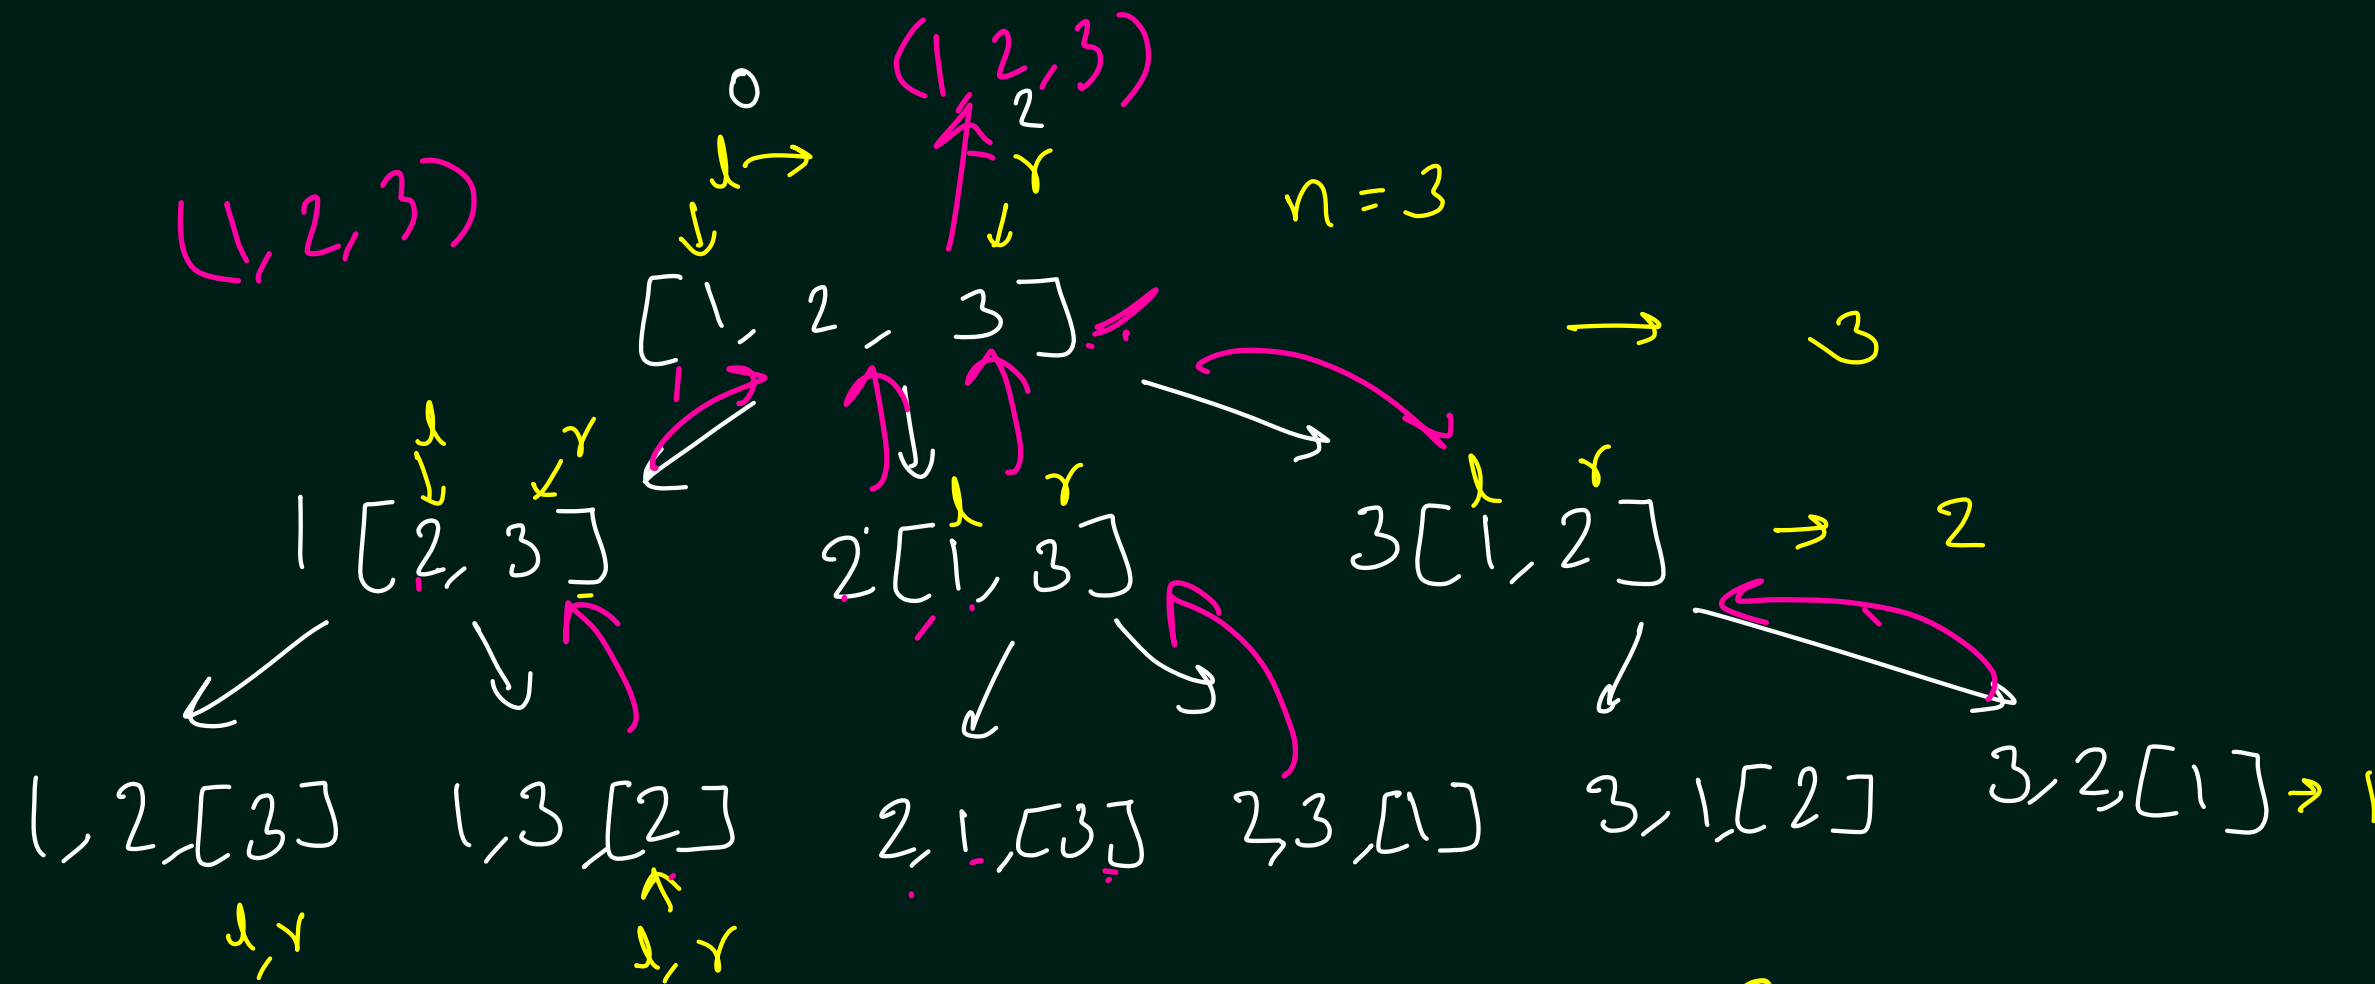 (1, 2, 3)
0
2
l
r
(1, 2, 3)
n = 3
[1, 2, 3]
3
l r
l r
l r
1 [2, 3]
2 [1, 3]
3 [1, 2]
2
1, 2, [3]
1, 3, [2]
2, 1, [3]
2, 3, [1]
3, 1, [2]
3, 2, [1]
l, r
l, r